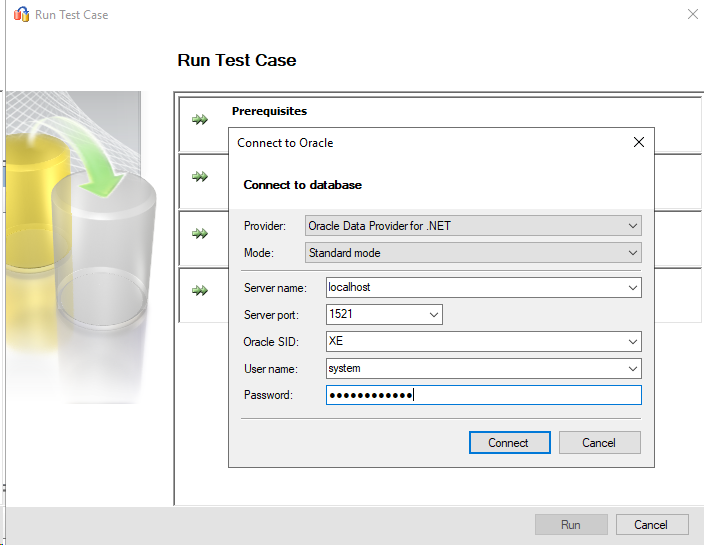 Run Test Case
Run Test Case
Prerequisites
Connect to Oracle
Connect to database
Provider: Oracle Data Provider for .NET
Mode: Standard mode
Server name: localhost
Server port: 1521
Oracle SID: XE
User name: system
Password: ●●●●●●●●●●●●
Connect Cancel
Run Cancel